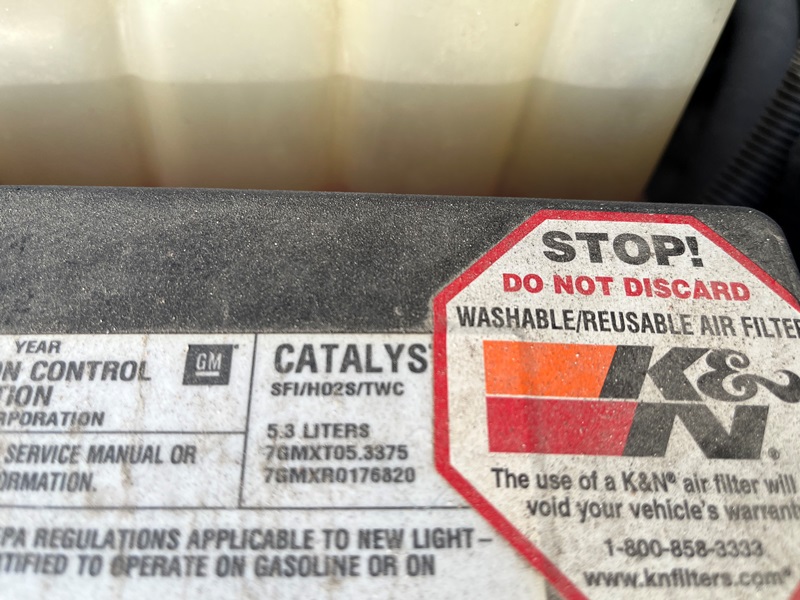 YEAR
ON CONTROL
TION
RPORATION
SERVICE MANUAL OR
ORMATION.
GM
CATALYS
SFI/HO2S/TWC
5.3 LITERS
7GMXT05.3375
7GMXR0176820
PA REGULATIONS APPLICABLE TO NEW LIGHT-
TIFIED TO OPERATE ON GASOLINE OR ON
STOP!
DO NOT DISCARD
WASHABLE/REUSABLE AIR FILTER
K&N®
The use of a K&N® air filter will
void your vehicle's warrant
1-800-858-3333
www.knfilters.com®